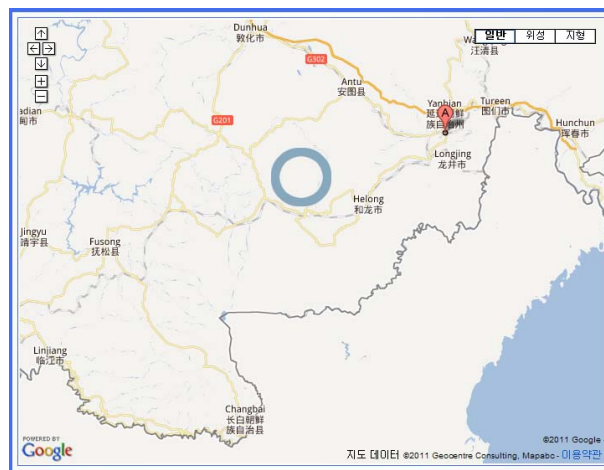 Dunhua
敦化市
G302
Wa
汪清县
일반
위성
지형
Antu
安图县
Yanbian
延边朝鲜
族自治州
A
Tureen
图们市
Hunchun
珲春市
adian
甸市
G201
Longjing
龙井市
Helong
和龙市
Jingyu
靖宇县
Fusong
抚松县
Linjiang
临江市
Changbai
长白朝鲜
族自治县
POWERED BY
Google
©2011 Google
지도 데이터 ©2011 Geocentre Consulting, Mapabc - 이용약관